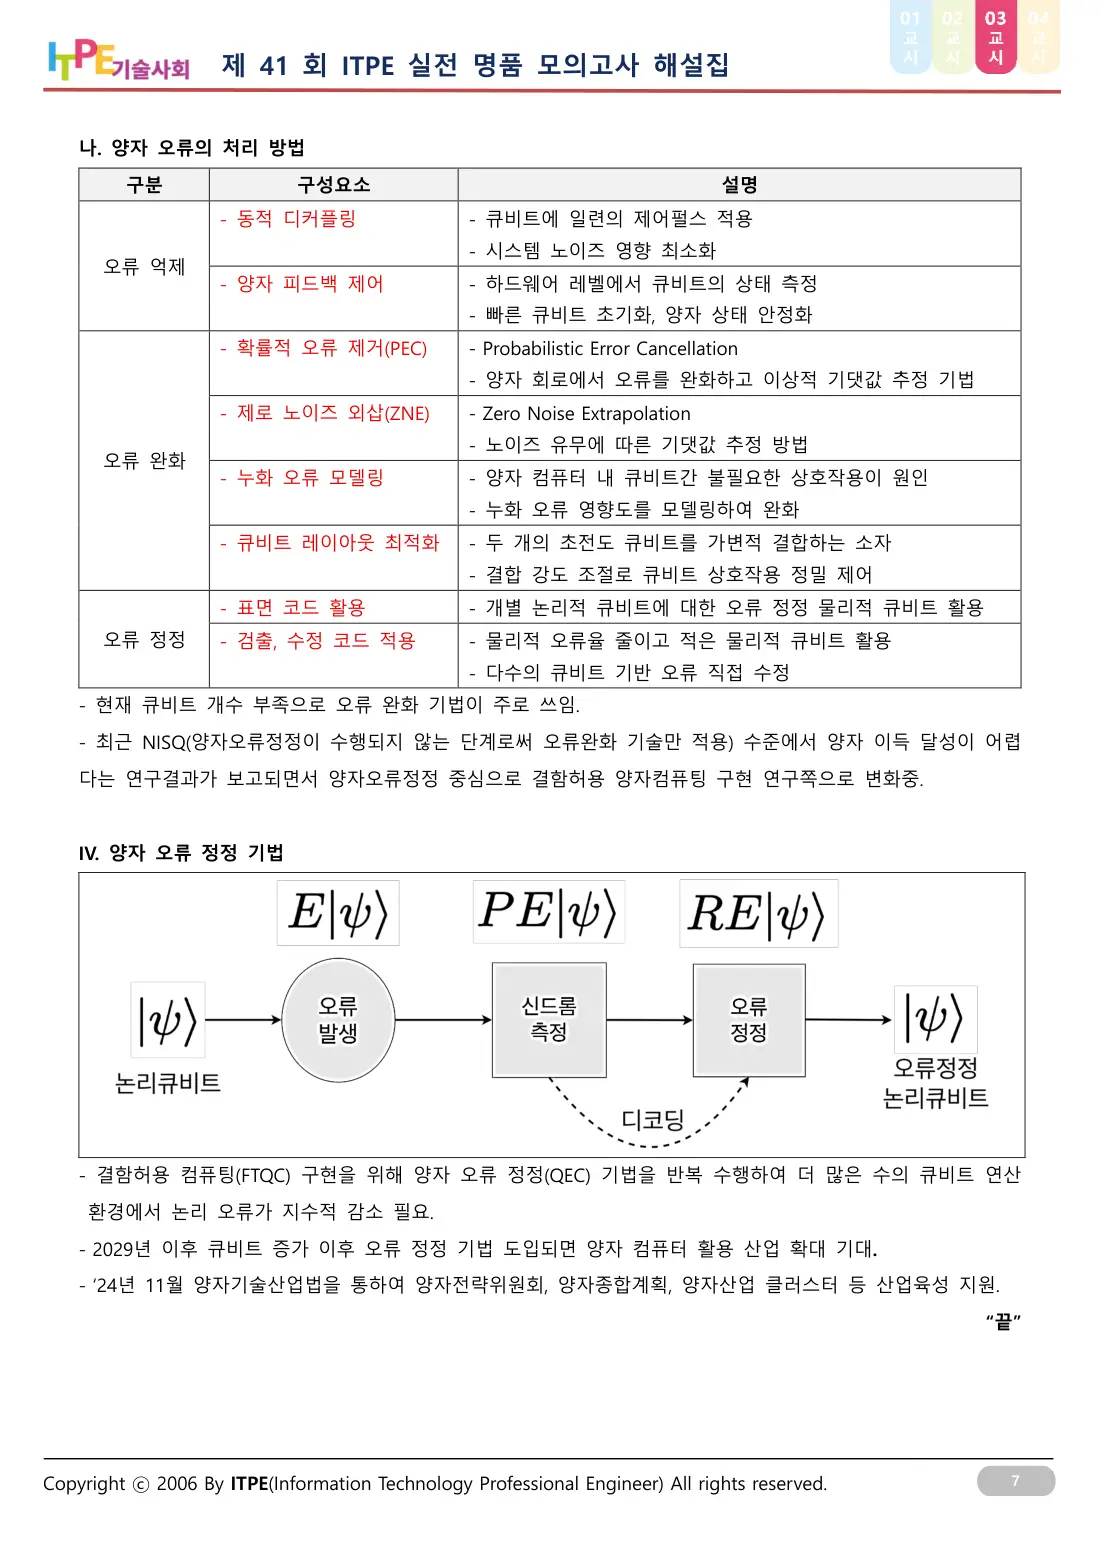 ITPE기술사회 제 41 회 ITPE 실전 명품 모의고사 해설집
01 교 시
02 교 시
03 교 시
04 교 시
나. 양자 오류의 처리 방법
구분 구성요소 설명
오류 억제
- 동적 디커플링
- 큐비트에 일련의 제어펄스 적용
- 시스템 노이즈 영향 최소화
- 양자 피드백 제어
- 하드웨어 레벨에서 큐비트의 상태 측정
- 빠른 큐비트 초기화, 양자 상태 안정화
오류 완화
- 확률적 오류 제거(PEC)
- Probabilistic Error Cancellation
- 양자 회로에서 오류를 완화하고 이상적 기댓값 추정 기법
- 제로 노이즈 외삽(ZNE)
- Zero Noise Extrapolation
- 노이즈 유무에 따른 기댓값 추정 방법
- 누화 오류 모델링
- 양자 컴퓨터 내 큐비트간 불필요한 상호작용이 원인
- 누화 오류 영향도를 모델링하여 완화
- 큐비트 레이아웃 최적화
- 두 개의 초전도 큐비트를 가변적 결합하는 소자
- 결합 강도 조절로 큐비트 상호작용 정밀 제어
오류 정정
- 표면 코드 활용
- 개별 논리적 큐비트에 대한 오류 정정 물리적 큐비트 활용
- 검출, 수정 코드 적용
- 물리적 오류율 줄이고 적은 물리적 큐비트 활용
- 다수의 큐비트 기반 오류 직접 수정
- 현재 큐비트 개수 부족으로 오류 완화 기법이 주로 쓰임.
- 최근 NISQ(양자오류정정이 수행되지 않는 단계로써 오류완화 기술만 적용) 수준에서 양자 이득 달성이 어렵
다는 연구결과가 보고되면서 양자오류정정 중심으로 결함허용 양자컴퓨팅 구현 연구쪽으로 변화중.
IV. 양자 오류 정정 기법
E|ψ⟩ PE|ψ⟩ RE|ψ⟩
|ψ⟩
논리큐비트
오류
발생
신드롬
측정
오류
정정
|ψ⟩
오류정정
논리큐비트
디코딩
- 결함허용 컴퓨팅(FTQC) 구현을 위해 양자 오류 정정(QEC) 기법을 반복 수행하여 더 많은 수의 큐비트 연산
환경에서 논리 오류가 지수적 감소 필요.
- 2029년 이후 큐비트 증가 이후 오류 정정 기법 도입되면 양자 컴퓨터 활용 산업 확대 기대.
- ‘24년 11월 양자기술산업법을 통하여 양자전략위원회, 양자종합계획, 양자산업 클러스터 등 산업육성 지원.
“끝”
Copyright ⓒ 2006 By ITPE(Information Technology Professional Engineer) All rights reserved.
7